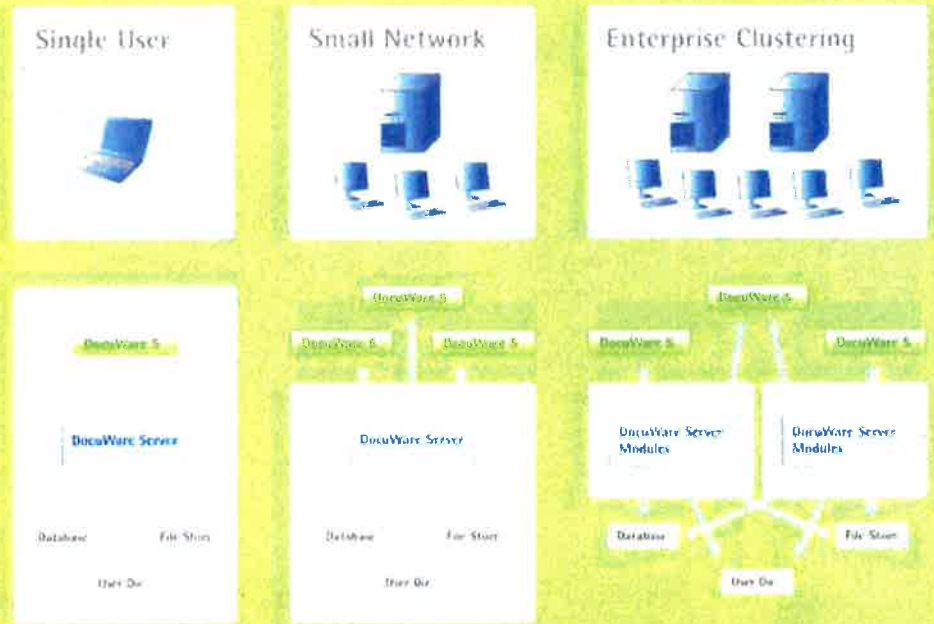 Single User
Small Network
Enterprise Clustering
DocuWare 5
DocuWare Server
Database
File Store
User Dir
DocuWare 5
DocuWare 5
DocuWare 5
DocuWare Server
Database
File Store
User Dir
DocuWare 5
DocuWare 5
DocuWare 5
DocuWare Server
Modules
DocuWare Server
Modules
Database
File Store
User Dir